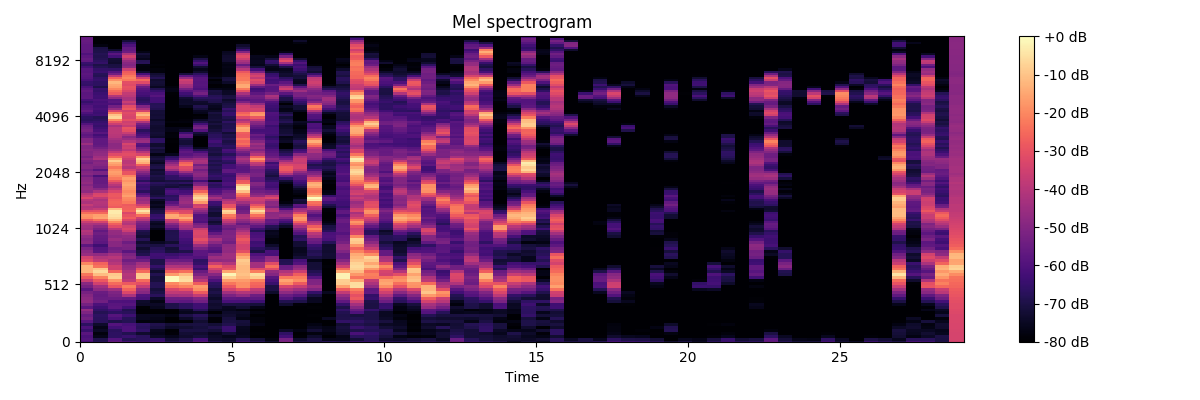 Mel spectrogram
Hz
8192
4096
2048
1024
512
0
0 5 10 15 20 25
Time
+0 dB
-10 dB
-20 dB
-30 dB
-40 dB
-50 dB
-60 dB
-70 dB
-80 dB